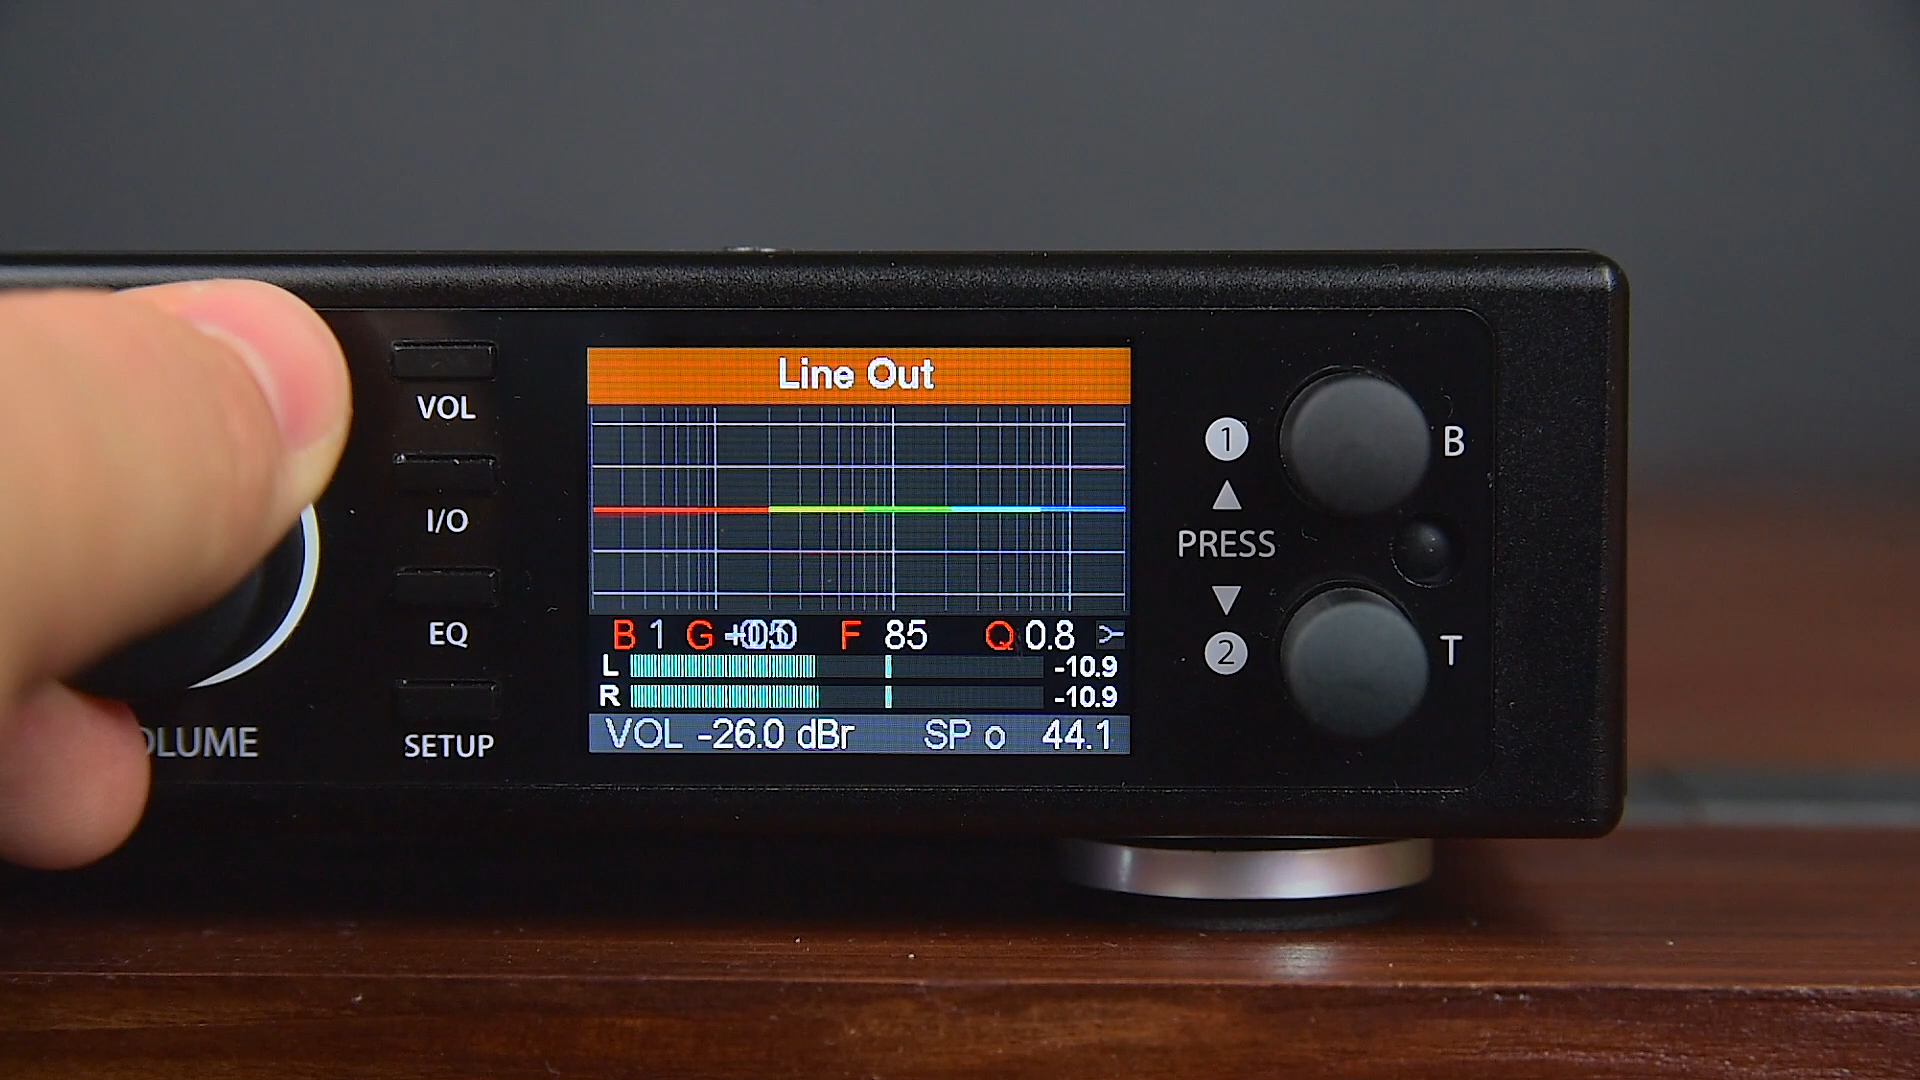 Line Out
B 1 G F 85 Q 0.8
L -10.9
R -10.9
VOL -26.0 dBr SP o 44.1
VOL
I/O
EQ
SETUP
OLUME
1 B
PRESS
2 T